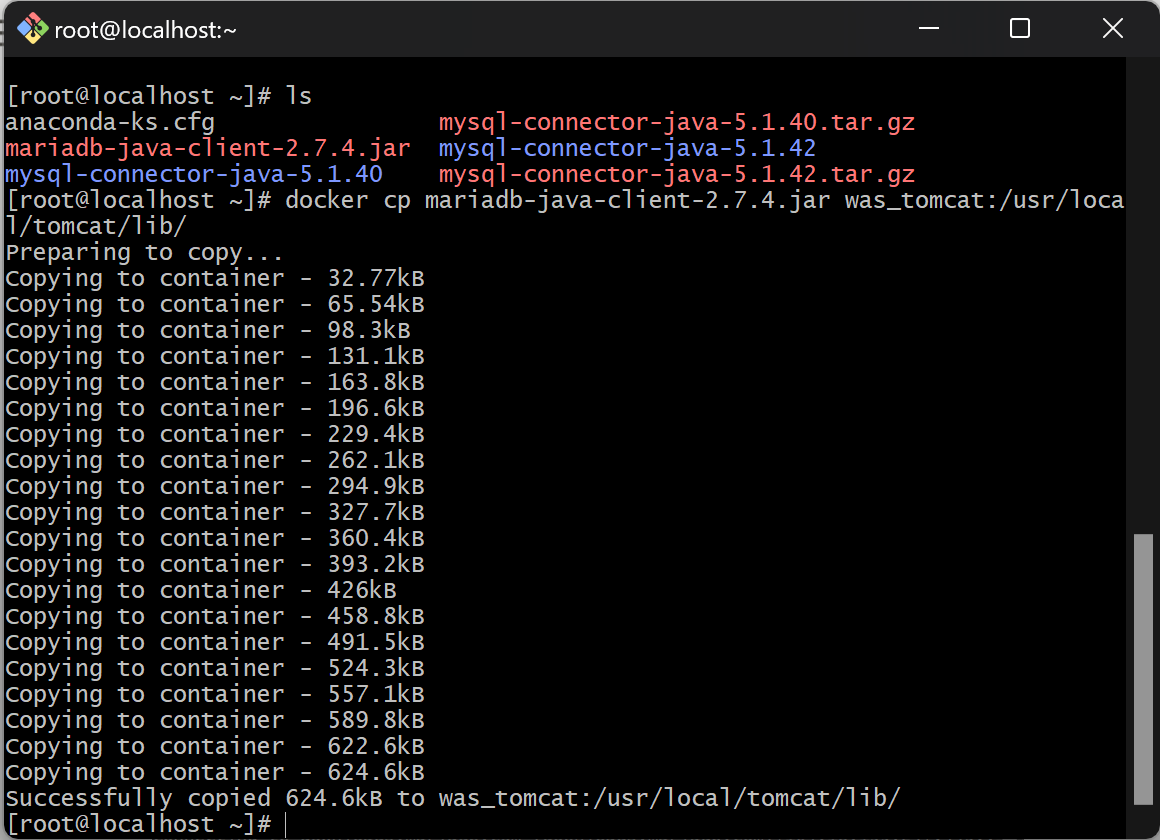 root@localhost:~
[root@localhost ~]# ls
anaconda-ks.cfg                mysql-connector-java-5.1.40.tar.gz
mariadb-java-client-2.7.4.jar  mysql-connector-java-5.1.42
mysql-connector-java-5.1.40    mysql-connector-java-5.1.42.tar.gz
[root@localhost ~]# docker cp mariadb-java-client-2.7.4.jar was_tomcat:/usr/loca
l/tomcat/lib/
Preparing to copy...
Copying to container - 32.77kB
Copying to container - 65.54kB
Copying to container - 98.3kB
Copying to container - 131.1kB
Copying to container - 163.8kB
Copying to container - 196.6kB
Copying to container - 229.4kB
Copying to container - 262.1kB
Copying to container - 294.9kB
Copying to container - 327.7kB
Copying to container - 360.4kB
Copying to container - 393.2kB
Copying to container - 426kB
Copying to container - 458.8kB
Copying to container - 491.5kB
Copying to container - 524.3kB
Copying to container - 557.1kB
Copying to container - 589.8kB
Copying to container - 622.6kB
Copying to container - 624.6kB
Successfully copied 624.6kB to was_tomcat:/usr/local/tomcat/lib/
[root@localhost ~]#